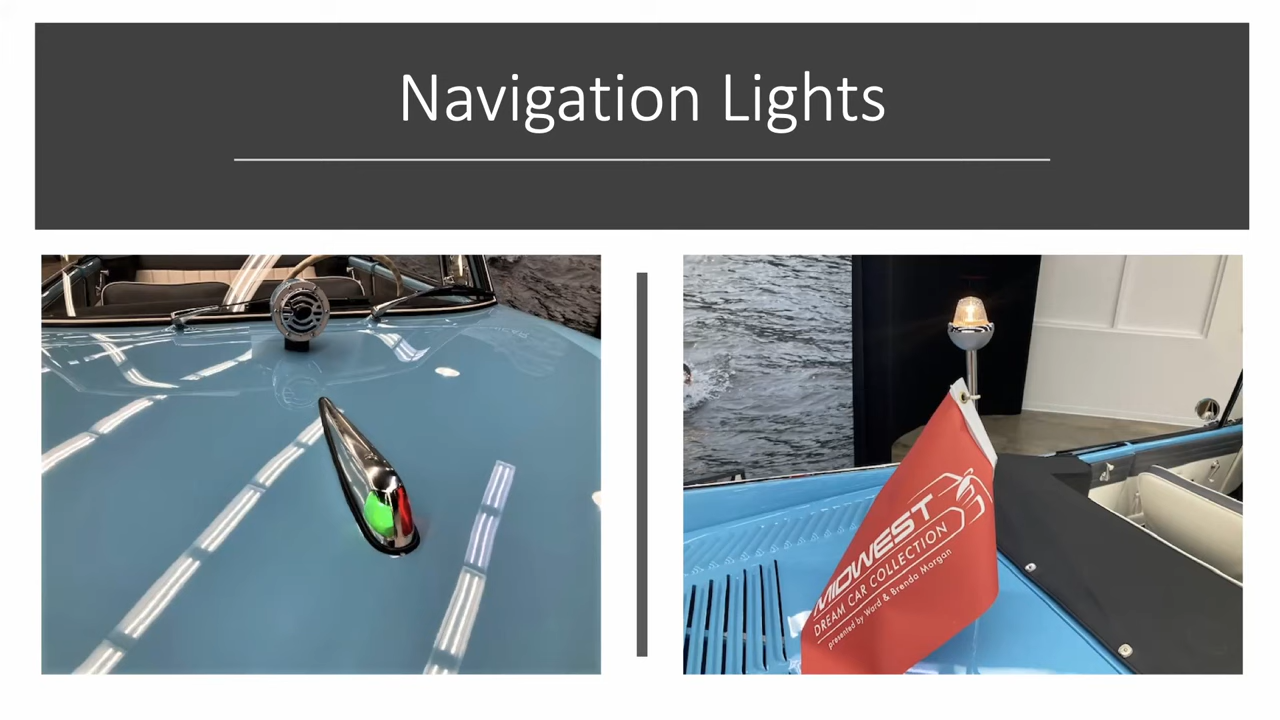 Navigation Lights
MIDWEST
DREAM CAR COLLECTION
presented by Ward & Brenda Morgan